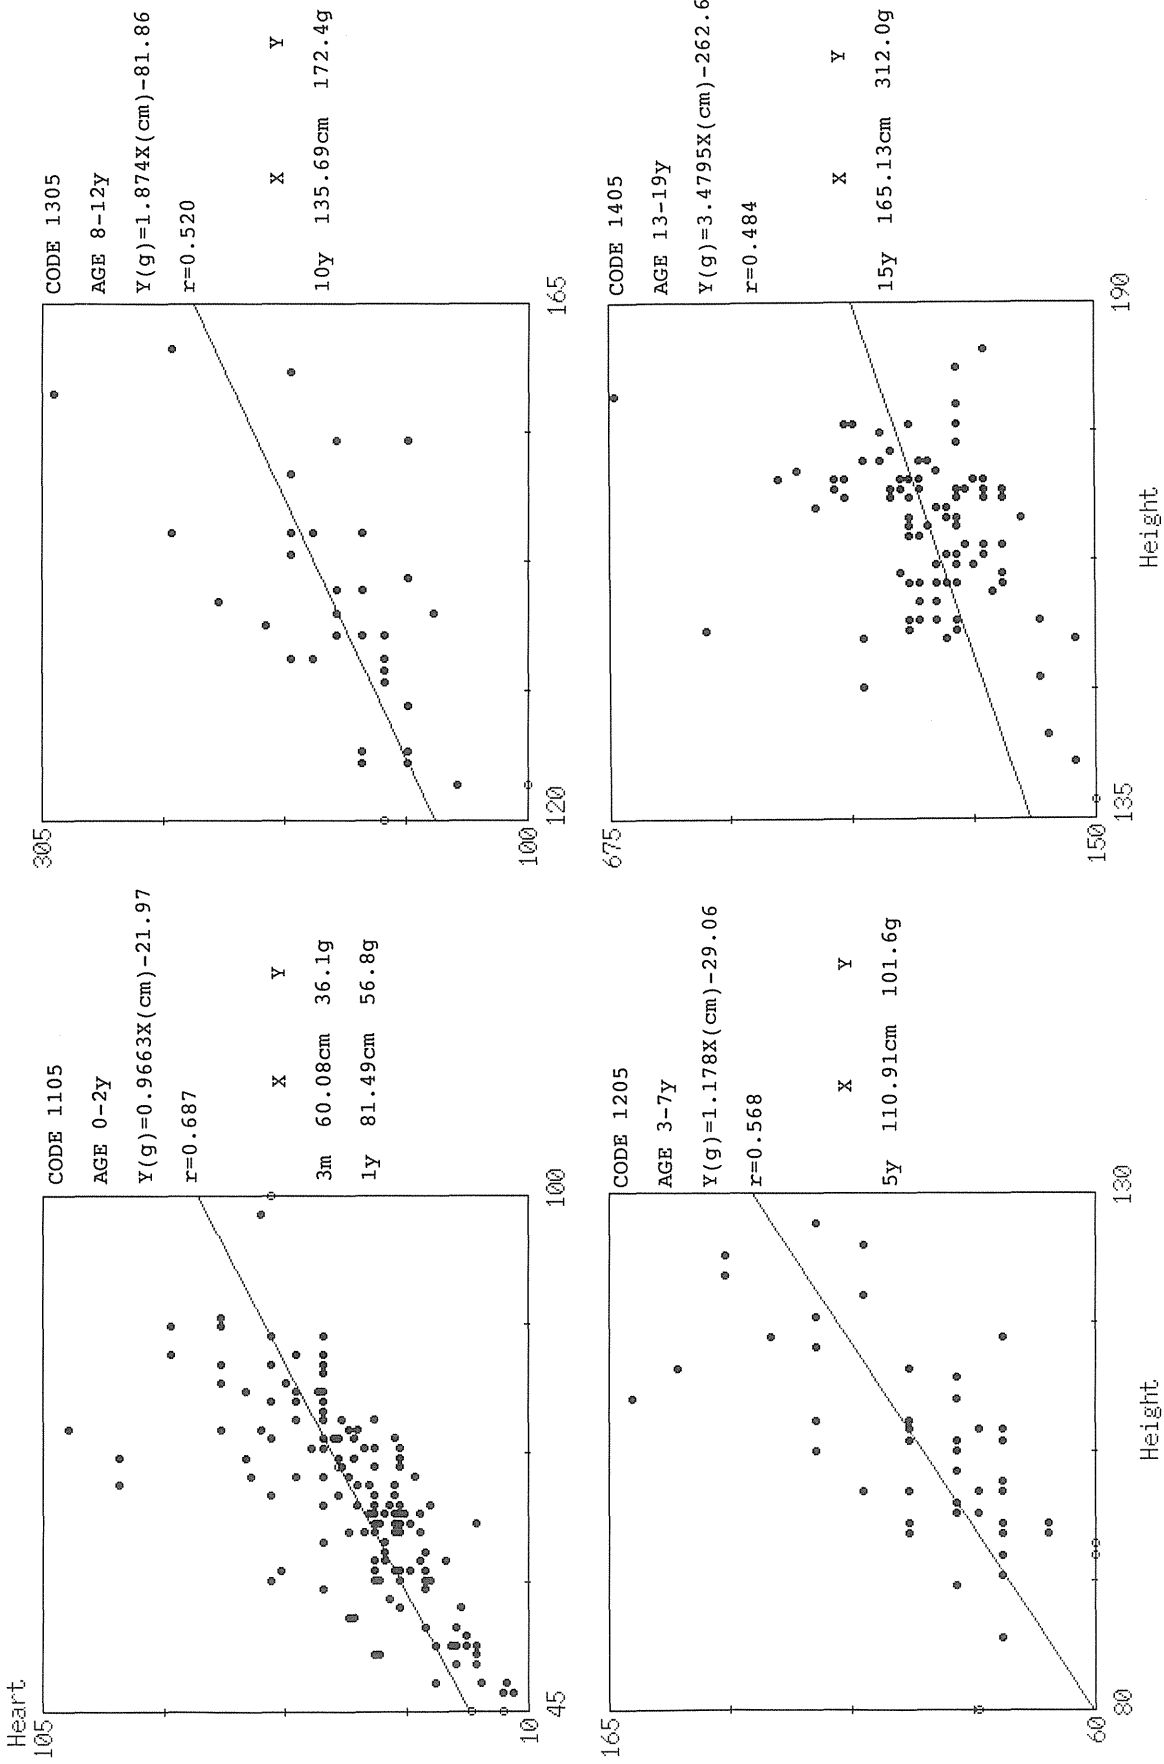 Heart
105
10
45
100
CODE 1105
AGE 0-2y
Y(g)=0.9663X(cm)-21.97
r=0.687
X Y
3m 60.08cm 36.1g
1y 81.49cm 56.8g
305
100
120
165
CODE 1305
AGE 8-12y
Y(g)=1.874X(cm)-81.86
r=0.520
X Y
10y 135.69cm 172.4g
165
60
80
130
Height
CODE 1205
AGE 3-7y
Y(g)=1.178X(cm)-29.06
r=0.568
X Y
5y 110.91cm 101.6g
675
150
135
190
Height
CODE 1405
AGE 13-19y
Y(g)=3.4795X(cm)-262.6
r=0.484
X Y
15y 165.13cm 312.0g